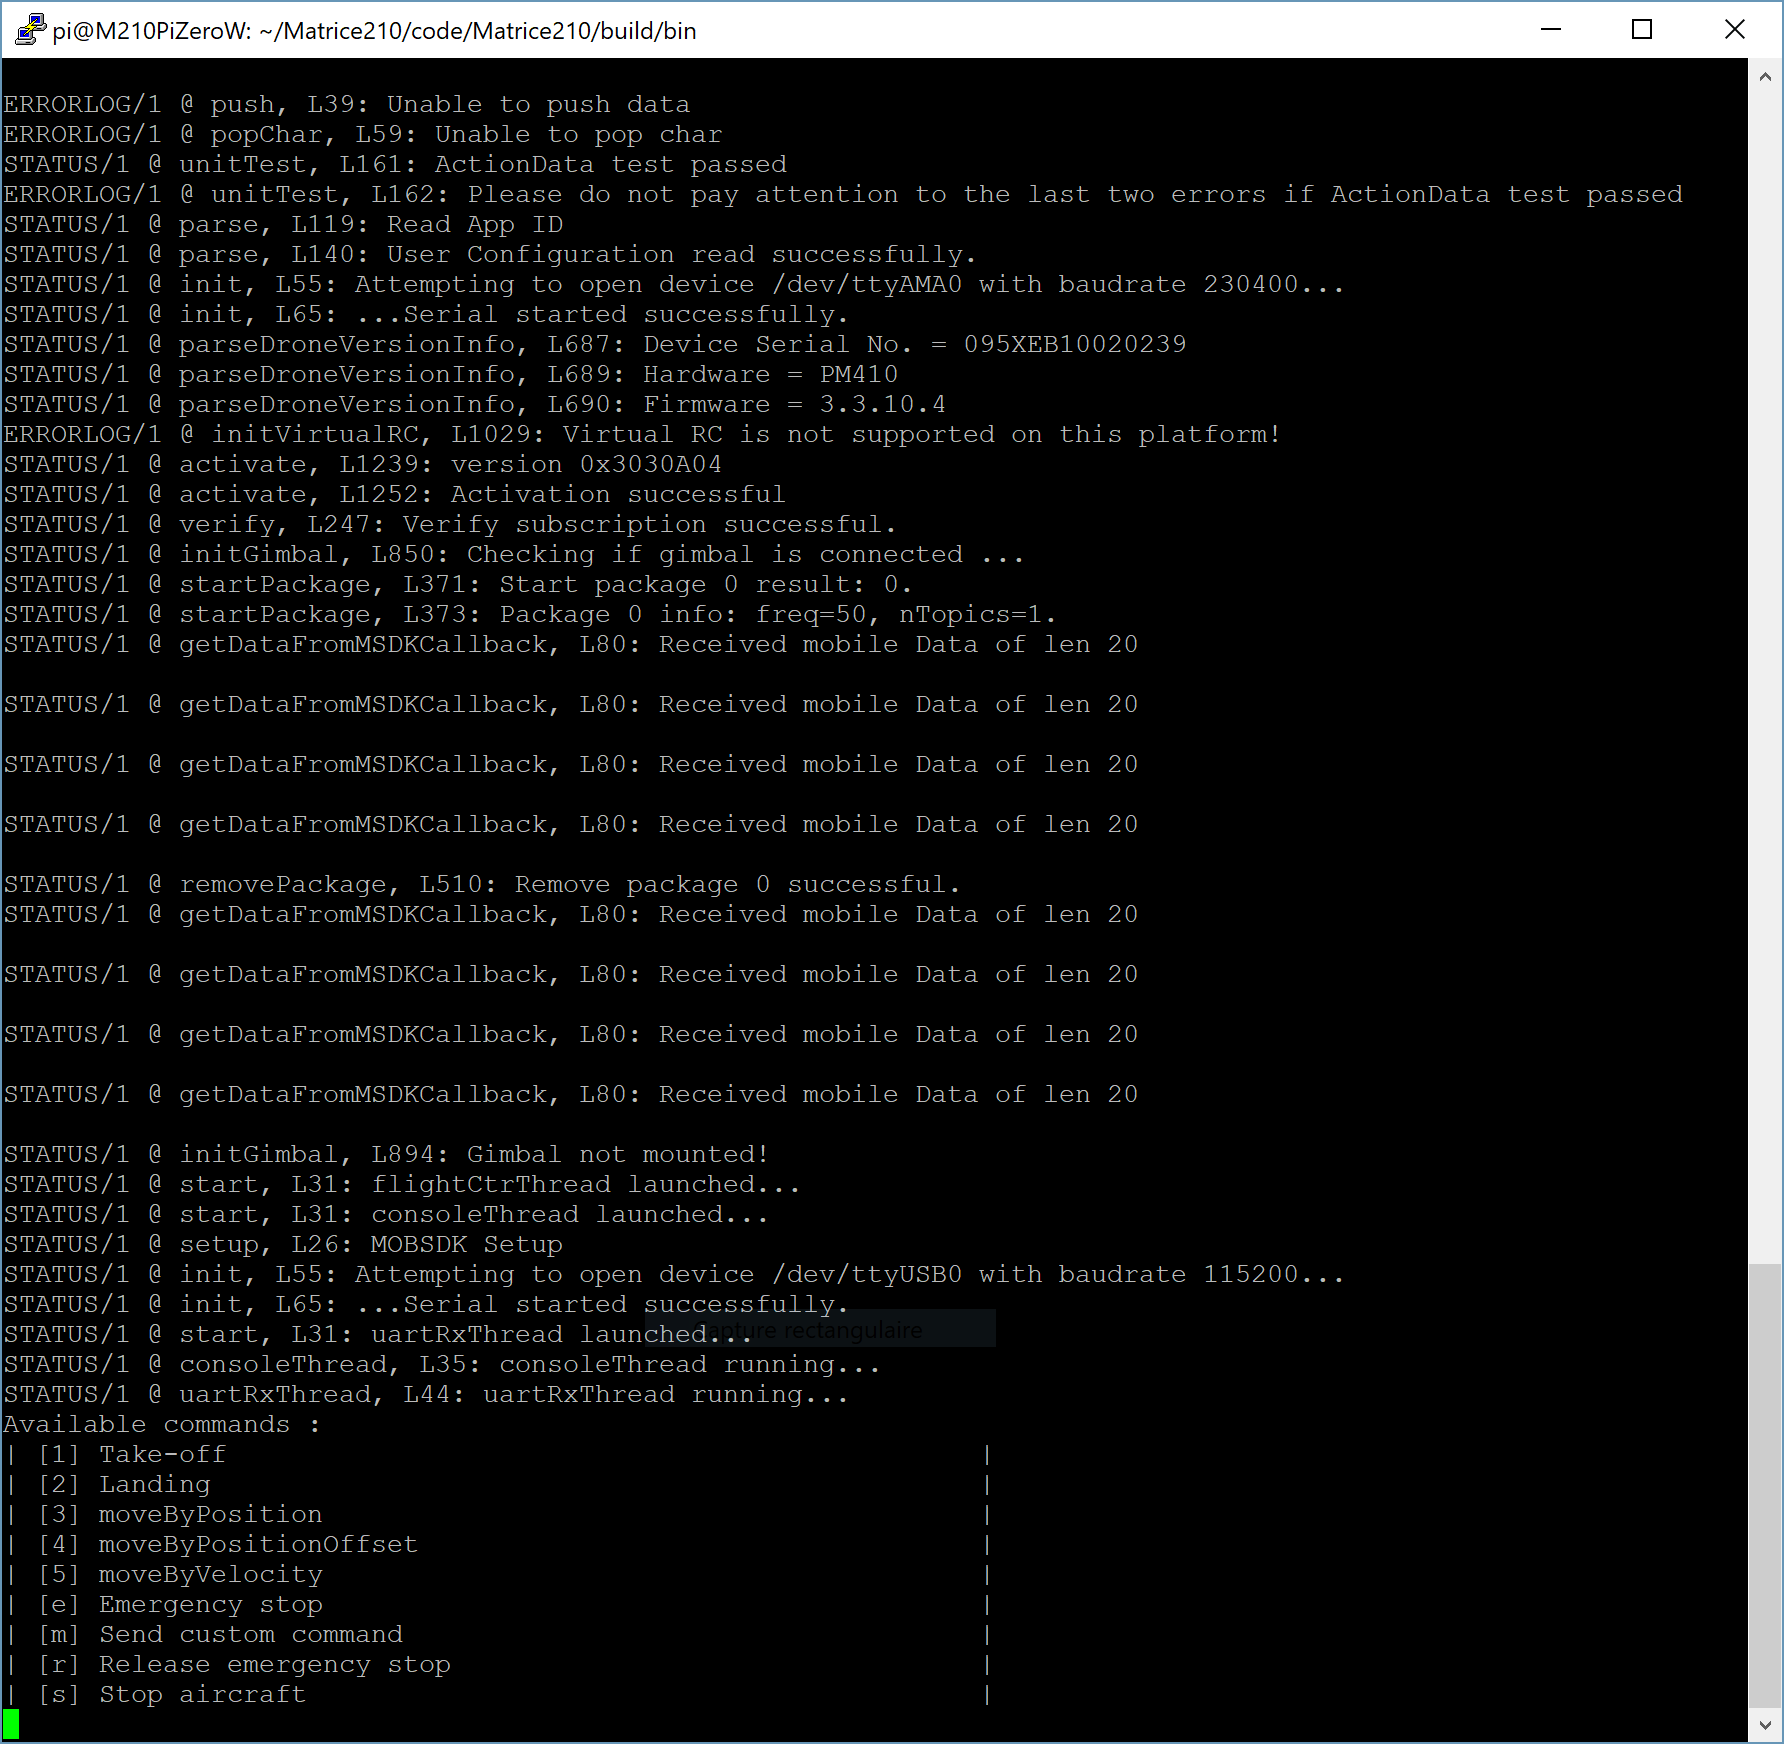 pi@M210PiZeroW: ~/Matrice210/code/Matrice210/build/bin
ERRORLOG/1 @ push, L39: Unable to push data
ERRORLOG/1 @ popChar, L59: Unable to pop char
STATUS/1 @ unitTest, L161: ActionData test passed
ERRORLOG/1 @ unitTest, L162: Please do not pay attention to the last two errors if ActionData test passed
STATUS/1 @ parse, L119: Read App ID
STATUS/1 @ parse, L140: User Configuration read successfully.
STATUS/1 @ init, L55: Attempting to open device /dev/ttyAMA0 with baudrate 230400...
STATUS/1 @ init, L65: ...Serial started successfully.
STATUS/1 @ parseDroneVersionInfo, L687: Device Serial No. = 095XEB10020239
STATUS/1 @ parseDroneVersionInfo, L689: Hardware = PM410
STATUS/1 @ parseDroneVersionInfo, L690: Firmware = 3.3.10.4
ERRORLOG/1 @ initVirtualRC, L1029: Virtual RC is not supported on this platform!
STATUS/1 @ activate, L1239: version 0x3030A04
STATUS/1 @ activate, L1252: Activation successful
STATUS/1 @ verify, L247: Verify subscription successful.
STATUS/1 @ initGimbal, L850: Checking if gimbal is connected ...
STATUS/1 @ startPackage, L371: Start package 0 result: 0.
STATUS/1 @ startPackage, L373: Package 0 info: freq=50, nTopics=1.
STATUS/1 @ getDataFromMSDKCallback, L80: Received mobile Data of len 20
STATUS/1 @ getDataFromMSDKCallback, L80: Received mobile Data of len 20
STATUS/1 @ getDataFromMSDKCallback, L80: Received mobile Data of len 20
STATUS/1 @ getDataFromMSDKCallback, L80: Received mobile Data of len 20
STATUS/1 @ removePackage, L510: Remove package 0 successful.
STATUS/1 @ getDataFromMSDKCallback, L80: Received mobile Data of len 20
STATUS/1 @ getDataFromMSDKCallback, L80: Received mobile Data of len 20
STATUS/1 @ getDataFromMSDKCallback, L80: Received mobile Data of len 20
STATUS/1 @ getDataFromMSDKCallback, L80: Received mobile Data of len 20
STATUS/1 @ initGimbal, L894: Gimbal not mounted!
STATUS/1 @ start, L31: flightCtrThread launched...
STATUS/1 @ start, L31: consoleThread launched...
STATUS/1 @ setup, L26: MOBSDK Setup
STATUS/1 @ init, L55: Attempting to open device /dev/ttyUSB0 with baudrate 115200...
STATUS/1 @ init, L65: ...Serial started successfully.
STATUS/1 @ start, L31: uartRxThread launched...
Capture rectangulaire
STATUS/1 @ consoleThread, L35: consoleThread running...
STATUS/1 @ uartRxThread, L44: uartRxThread running...
Available commands :
| [1] Take-off |
| [2] Landing |
| [3] moveByPosition |
| [4] moveByPositionOffset |
| [5] moveByVelocity |
| [e] Emergency stop |
| [m] Send custom command |
| [r] Release emergency stop |
| [s] Stop aircraft |